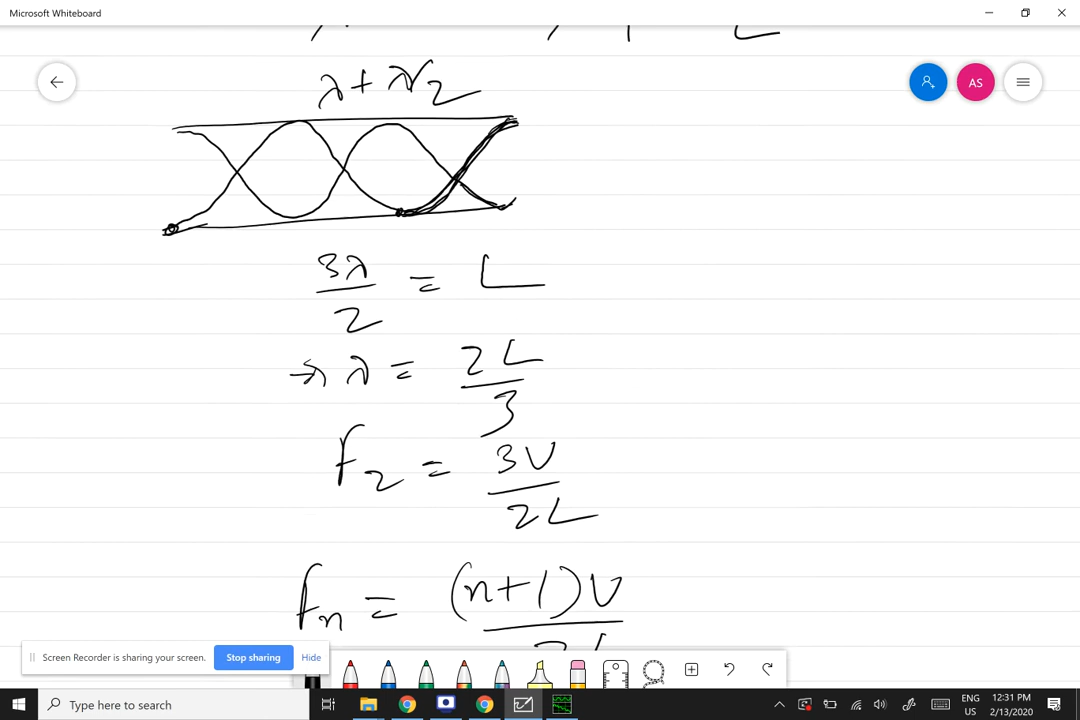 Microsoft Whiteboard
AS
λ + λ/2
3λ/2 = L
→ λ = 2L/3
f₂ = 3V/2L
fₙ = (n+1)V/2L
Screen Recorder is sharing your screen.
Stop sharing
Hide
Type here to search
ENG
US
12:31 PM
2/13/2020